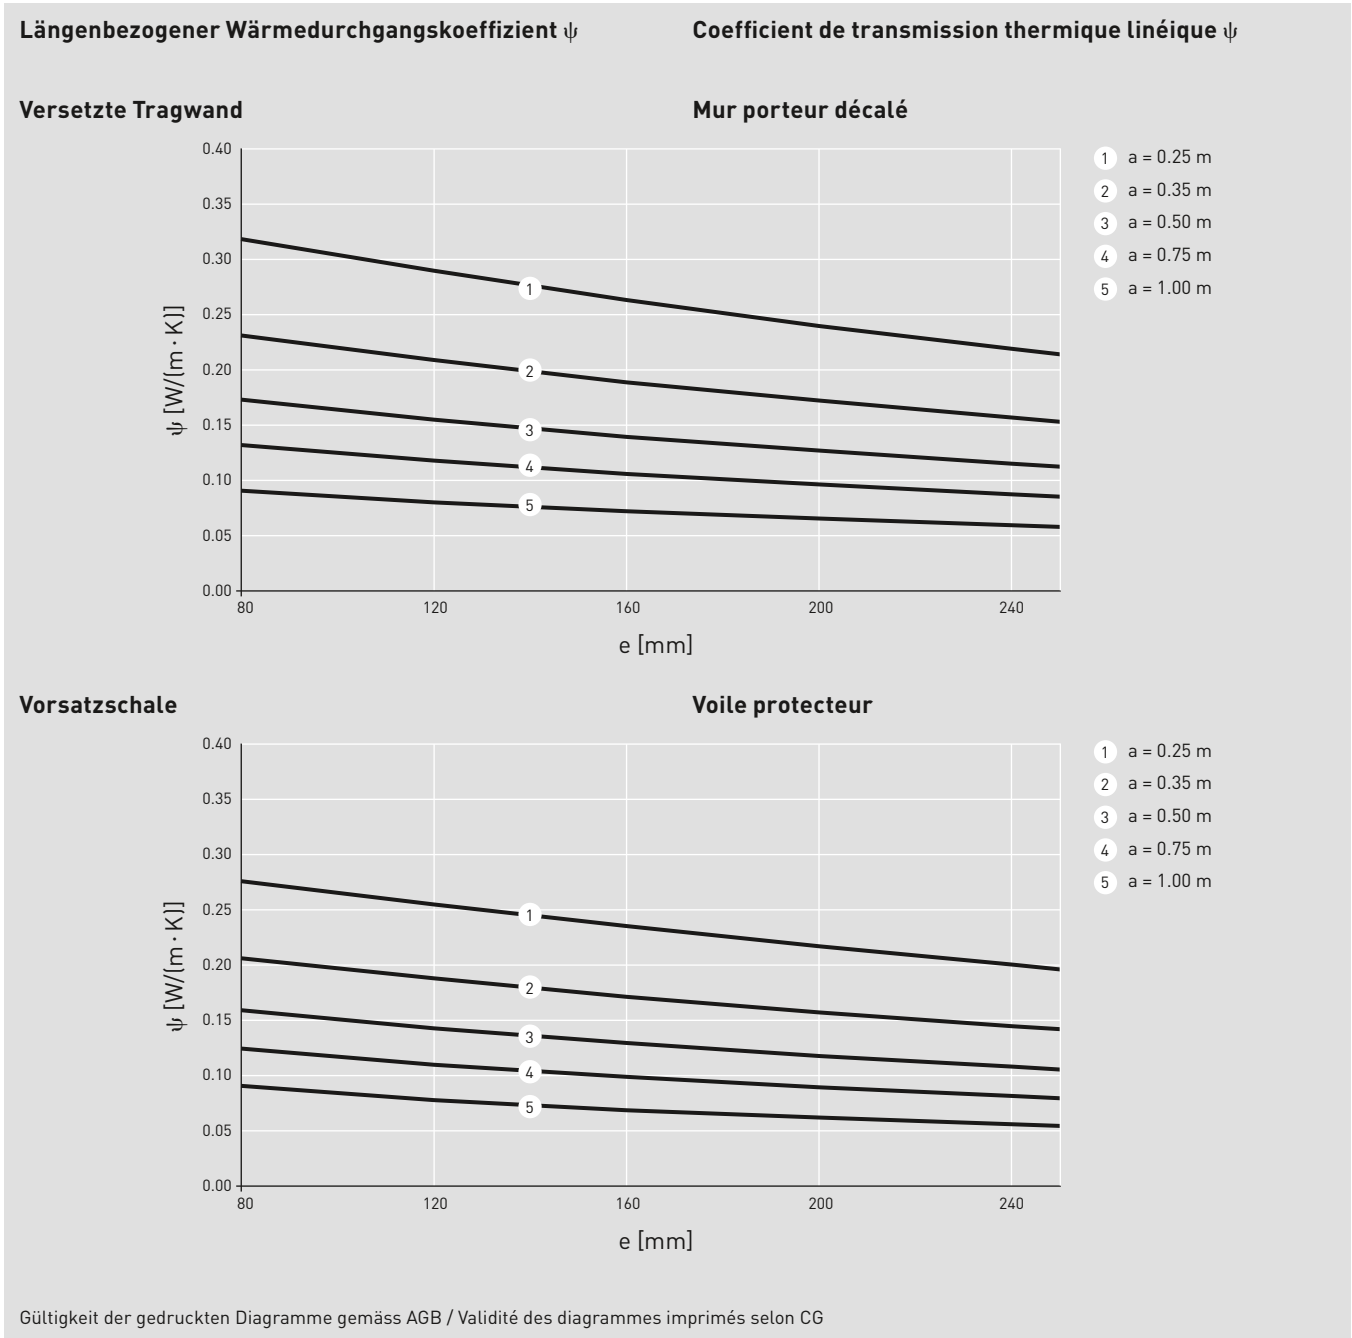 Längenbezogener Wärmedurchgangskoeffizient ψ
Coefficient de transmission thermique linéique ψ
Versetzte Tragwand
Mur porteur décalé
0.40
0.35
0.30
0.25
0.20
0.15
0.10
0.05
0.00
ψ [W/(m · K)]
1
2
3
4
5
80 120 160 200 240
e [mm]
1 a = 0.25 m
2 a = 0.35 m
3 a = 0.50 m
4 a = 0.75 m
5 a = 1.00 m
Vorsatzschale
Voile protecteur
0.40
0.35
0.30
0.25
0.20
0.15
0.10
0.05
0.00
ψ [W/(m · K)]
1
2
3
4
5
80 120 160 200 240
e [mm]
1 a = 0.25 m
2 a = 0.35 m
3 a = 0.50 m
4 a = 0.75 m
5 a = 1.00 m
Gültigkeit der gedruckten Diagramme gemäss AGB / Validité des diagrammes imprimés selon CG